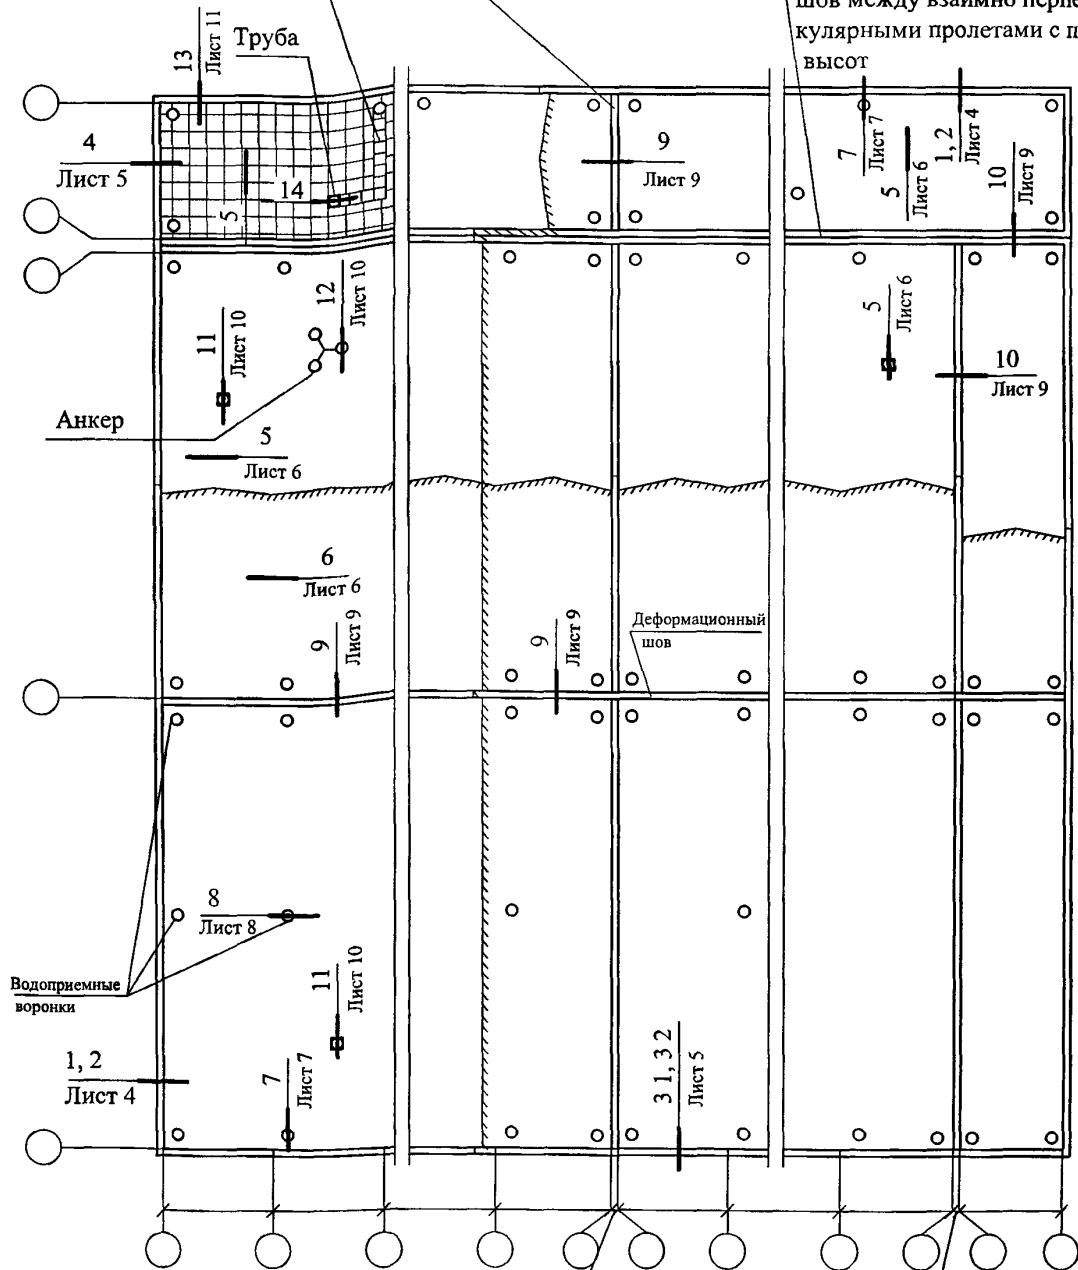 шов между взаимно перпе
кулярными пролетами с п
высот
13
Лист 11
Труба
4
Лист 5
14
5
9
Лист 9
7
Лист 7
5
Лист 6
1, 2
Лист 4
10
Лист 9
12
Лист 10
11
Лист 10
5
Лист 6
10
Лист 9
Анкер
5
Лист 6
6
Лист 6
9
Лист 9
9
Лист 9
Деформационный
шов
8
Лист 8
Водоприемные
воронки
11
Лист 10
1, 2
Лист 4
7
Лист 7
3 1, 3 2
Лист 5